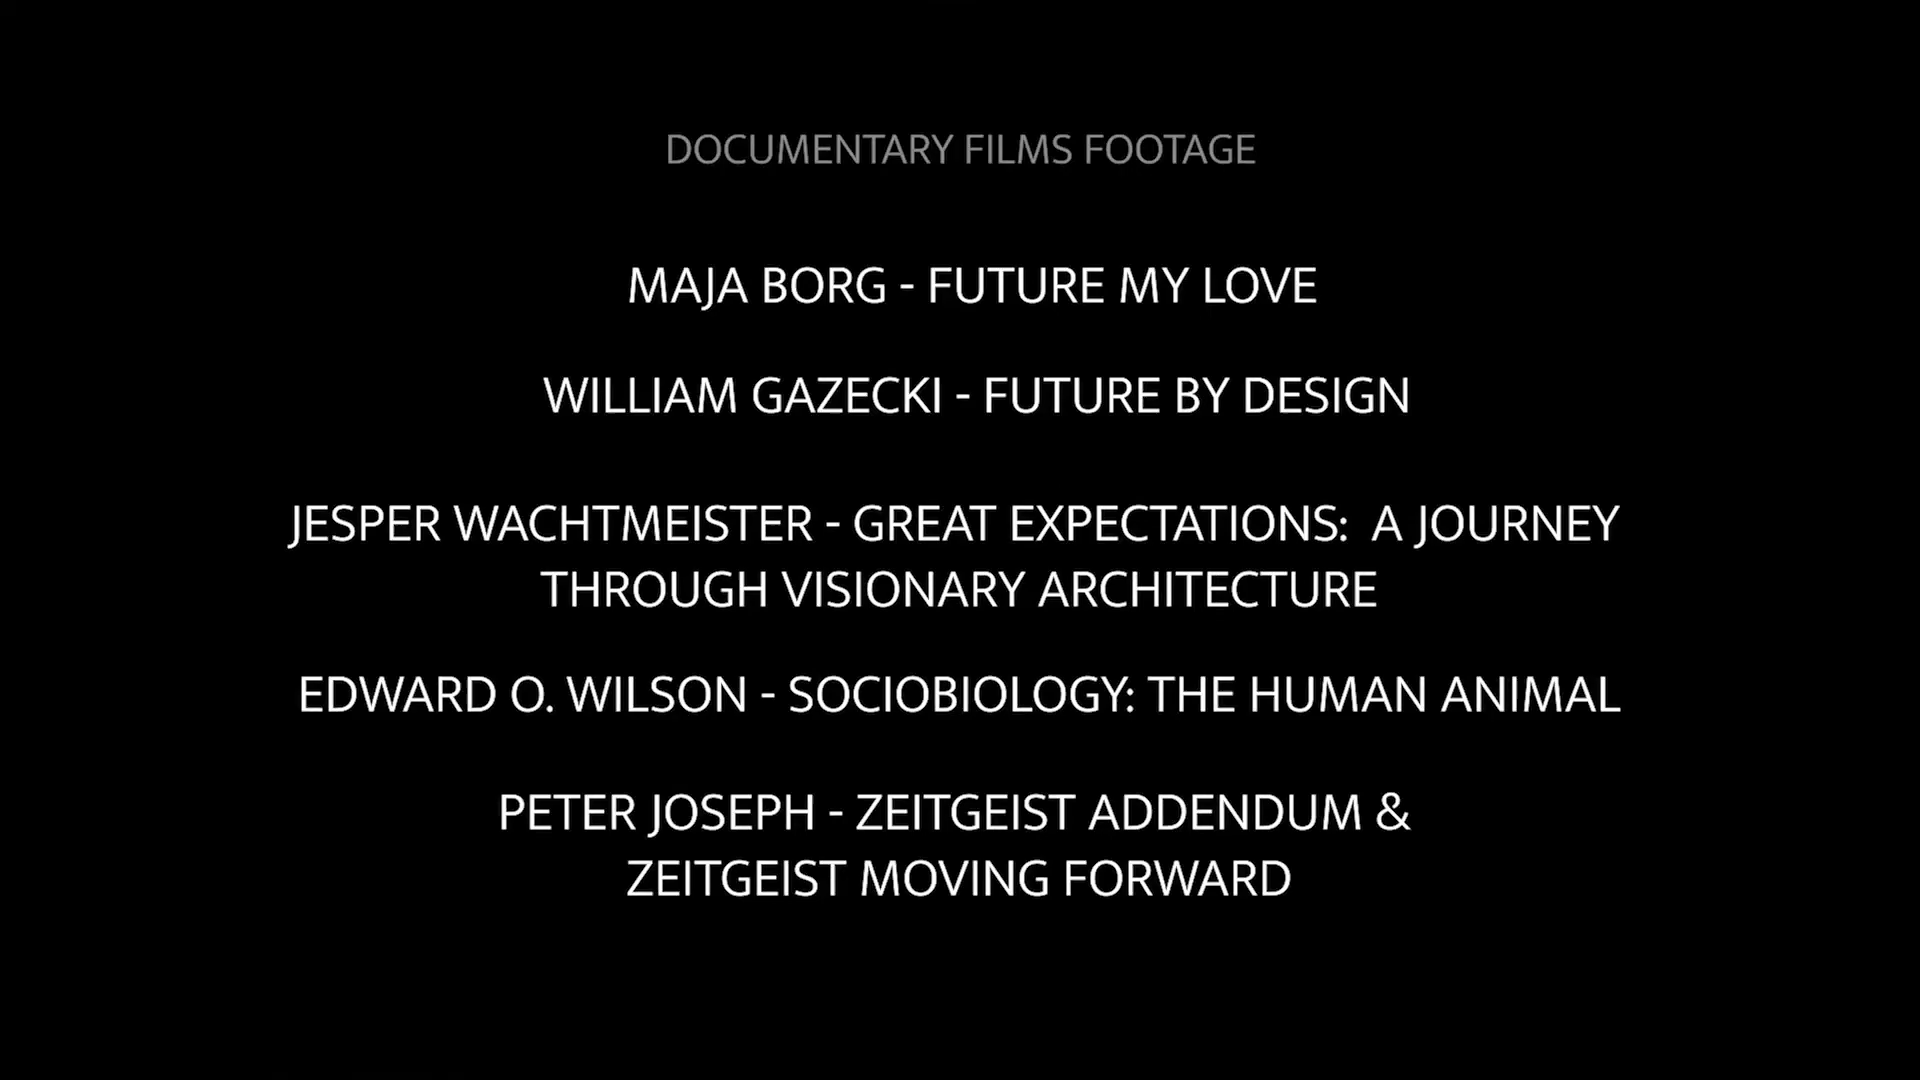 DOCUMENTARY FILMS FOOTAGE
MAJA BORG - FUTURE MY LOVE
WILLIAM GAZECKI - FUTURE BY DESIGN
JESPER WACHTMEISTER - GREAT EXPECTATIONS:  A JOURNEY
THROUGH VISIONARY ARCHITECTURE
EDWARD O. WILSON - SOCIOBIOLOGY: THE HUMAN ANIMAL
PETER JOSEPH - ZEITGEIST ADDENDUM &
ZEITGEIST MOVING FORWARD